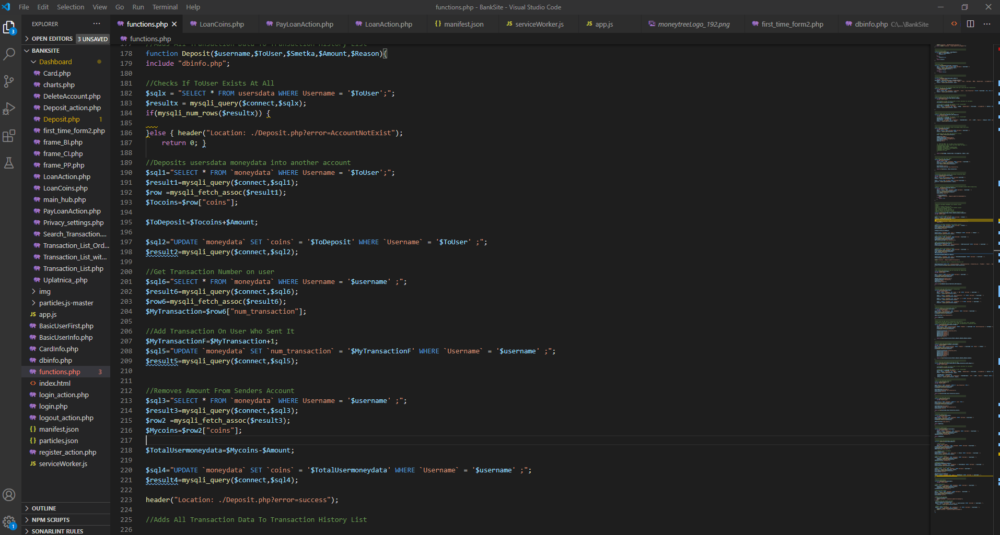 File Edit Selection View Go Run Terminal Help
functions.php - BankSite - Visual Studio Code
EXPLORER
functions.php LoanCoins.php PayLoanAction.php LoanAction.php manifest.json JS serviceWorker.js JS app.js moneytreeLogo_192.png first_time_form2.php dbinfo.php C:\...\BankSite
3
OPEN EDITORS 3 UNSAVED
BANKSITE
Dashboard
Card.php
charts.php
DeleteAccount.php
Deposit_action.php
Deposit.php 1
first_time_form2.php
frame_BI.php
frame_CI.php
frame_PP.php
LoanAction.php
LoanCoins.php
main_hub.php
PayLoanAction.php
Privacy_settings.php
Search_Transaction....
Transaction_List_Ord...
Transaction_List_wit...
Transaction_List.php
Uplatnica_.php
img
particles.js-master
JS app.js
BasicUserFirst.php
BasicUserInfo.php
CardInfo.php
dbinfo.php
functions.php 3
index.html
login_action.php
login.php
logout_action.php
manifest.json
particles.json
register_action.php
JS serviceWorker.js
OUTLINE
NPM SCRIPTS
SONARLINT RULES
1
functions.php
177 //Adds All Transaction Data To Transaction History List
178 function Deposit($username,$ToUser,$Smetka,$Amount,$Reason){
179 include "dbinfo.php";
180
181 //Checks If ToUser Exists At All
182 $sqlx = "SELECT * FROM usersdata WHERE Username = '$ToUser';";
183 $resultx = mysqli_query($connect,$sqlx);
184 if(mysqli_num_rows($resultx)) {
185
186 }else { header("Location: ./Deposit.php?error=AccountNotExist");
187 return 0; }
188
189 //Deposits usersdata moneydata into another account
190 $sql1="SELECT * FROM `moneydata` WHERE Username = '$ToUser';";
191 $result1=mysqli_query($connect,$sql1);
192 $row =mysqli_fetch_assoc($result1);
193 $Tocoins=$row["coins"];
194
195 $ToDeposit=$Tocoins+$Amount;
196
197 $sql2="UPDATE `moneydata` SET `coins` = '$ToDeposit' WHERE `Username` = '$ToUser' ;";
198 $result2=mysqli_query($connect,$sql2);
199
200 //Get Transaction Number on user
201 $sql6="SELECT * FROM `moneydata` WHERE Username = '$username' ;";
202 $result6=mysqli_query($connect,$sql6);
203 $row6=mysqli_fetch_assoc($result6);
204 $MyTransaction=$row6["num_transaction"];
205
206 //Add Transaction On User Who Sent It
207 $MyTransactionF=$MyTransaction+1;
208 $sql5="UPDATE `moneydata` SET `num_transaction` = '$MyTransactionF' WHERE `Username` = '$username' ;";
209 $result5=mysqli_query($connect,$sql5);
210
211
212 //Removes Amount From Senders Account
213 $sql3="SELECT * FROM `moneydata` WHERE Username = '$username' ;";
214 $result3=mysqli_query($connect,$sql3);
215 $row2 =mysqli_fetch_assoc($result3);
216 $Mycoins=$row2["coins"];
217
218 $TotalUsermoneydata=$Mycoins-$Amount;
219
220 $sql4="UPDATE `moneydata` SET `coins` = '$TotalUsermoneydata' WHERE `Username` = '$username' ;";
221 $result4=mysqli_query($connect,$sql4);
222
223 header("Location: ./Deposit.php?error=success");
224
225 //Adds All Transaction Data To Transaction History List
226